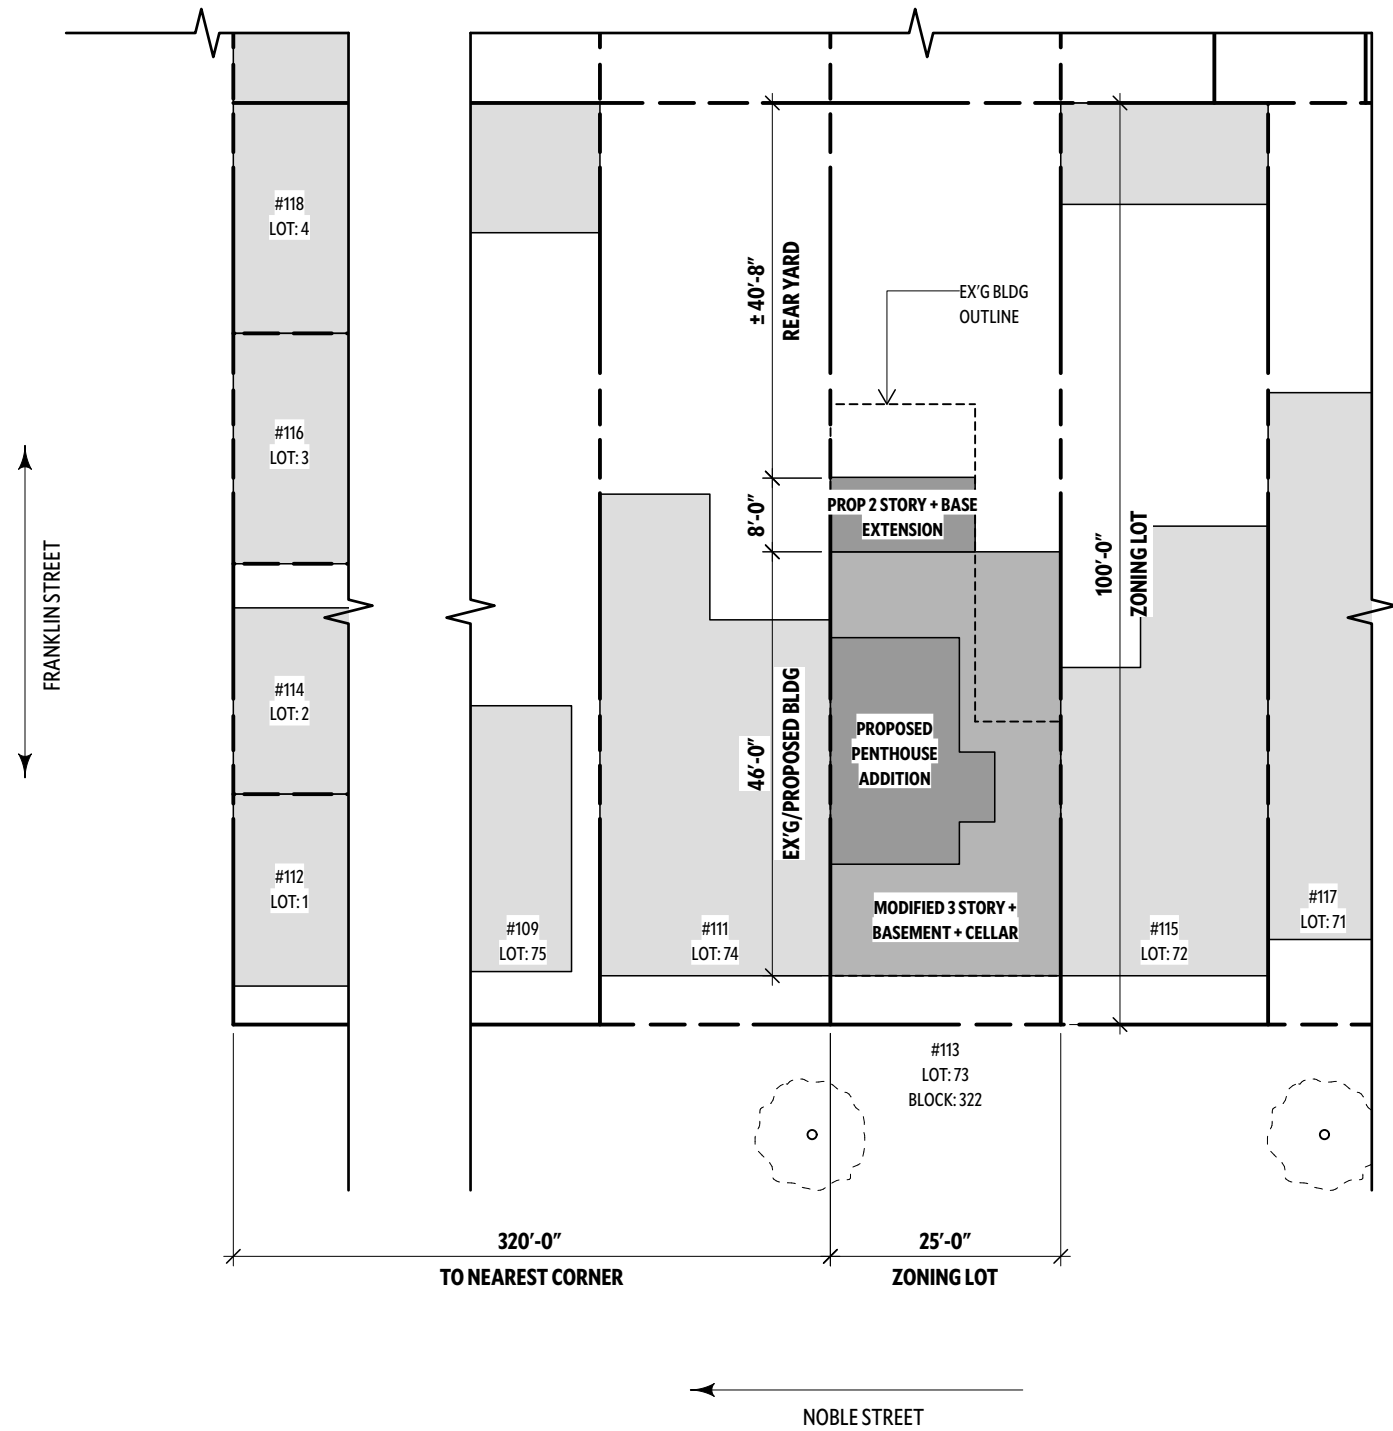 #118
LOT: 4
± 40'-8"
REAR YARD
EX'G BLDG
OUTLINE
#116
LOT: 3
FRANKLIN STREET
8'-0"
PROP 2 STORY + BASE
EXTENSION
100'-0"
ZONING LOT
#114
LOT: 2
46'-0"
EX'G/PROPOSED BLDG
PROPOSED
PENTHOUSE
ADDITION
#112
LOT: 1
#109
LOT: 75
#111
LOT: 74
MODIFIED 3 STORY +
BASEMENT + CELLAR
#115
LOT: 72
#117
LOT: 71
#113
LOT: 73
BLOCK: 322
320'-0"
TO NEAREST CORNER
25'-0"
ZONING LOT
NOBLE STREET